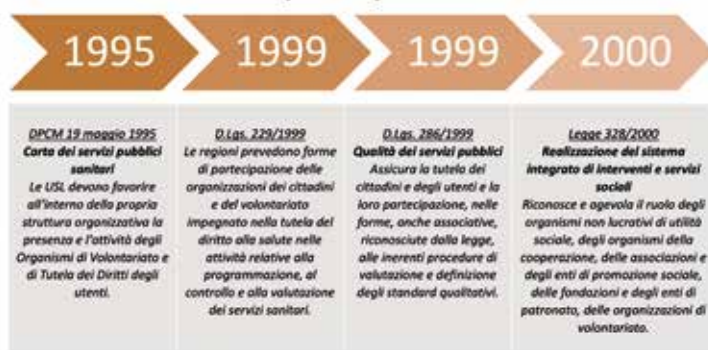 1995
1999
1999
2000
DPCM 19 maggio 1995
Carta dei servizi pubblici
sanitari
Le USL devono favorire
all'interno della propria
struttura organizzativa la
presenza e l'attività degli
Organismi di Volontariato e
di Tutela dei Diritti degli
utenti.
D.Lgs. 229/1999
Le regioni prevedono forme
di partecipazione delle
organizzazioni dei cittadini
e del volontariato
impegnato nella tutela del
diritto alla salute nelle
attività relative alla
programmazione, al
controllo e alla valutazione
dei servizi sanitari.
D.Lgs. 286/1999
Qualità dei servizi pubblici
Assicura la tutela dei
cittadini e degli utenti e la
loro partecipazione, nelle
forme, anche associative,
riconosciute dalla legge,
alle inerenti procedure di
valutazione e definizione
degli standard qualitativi.
Legge 328/2000
Realizzazione del sistema
integrato di interventi e servizi
sociali
Riconosce e agevola il ruolo degli
organismi non lucrativi di utilità
sociale, degli organismi della
cooperazione, delle associazioni e
degli enti di promozione sociale,
delle fondazioni e degli enti di
patronato, delle organizzazioni di
volontariato.